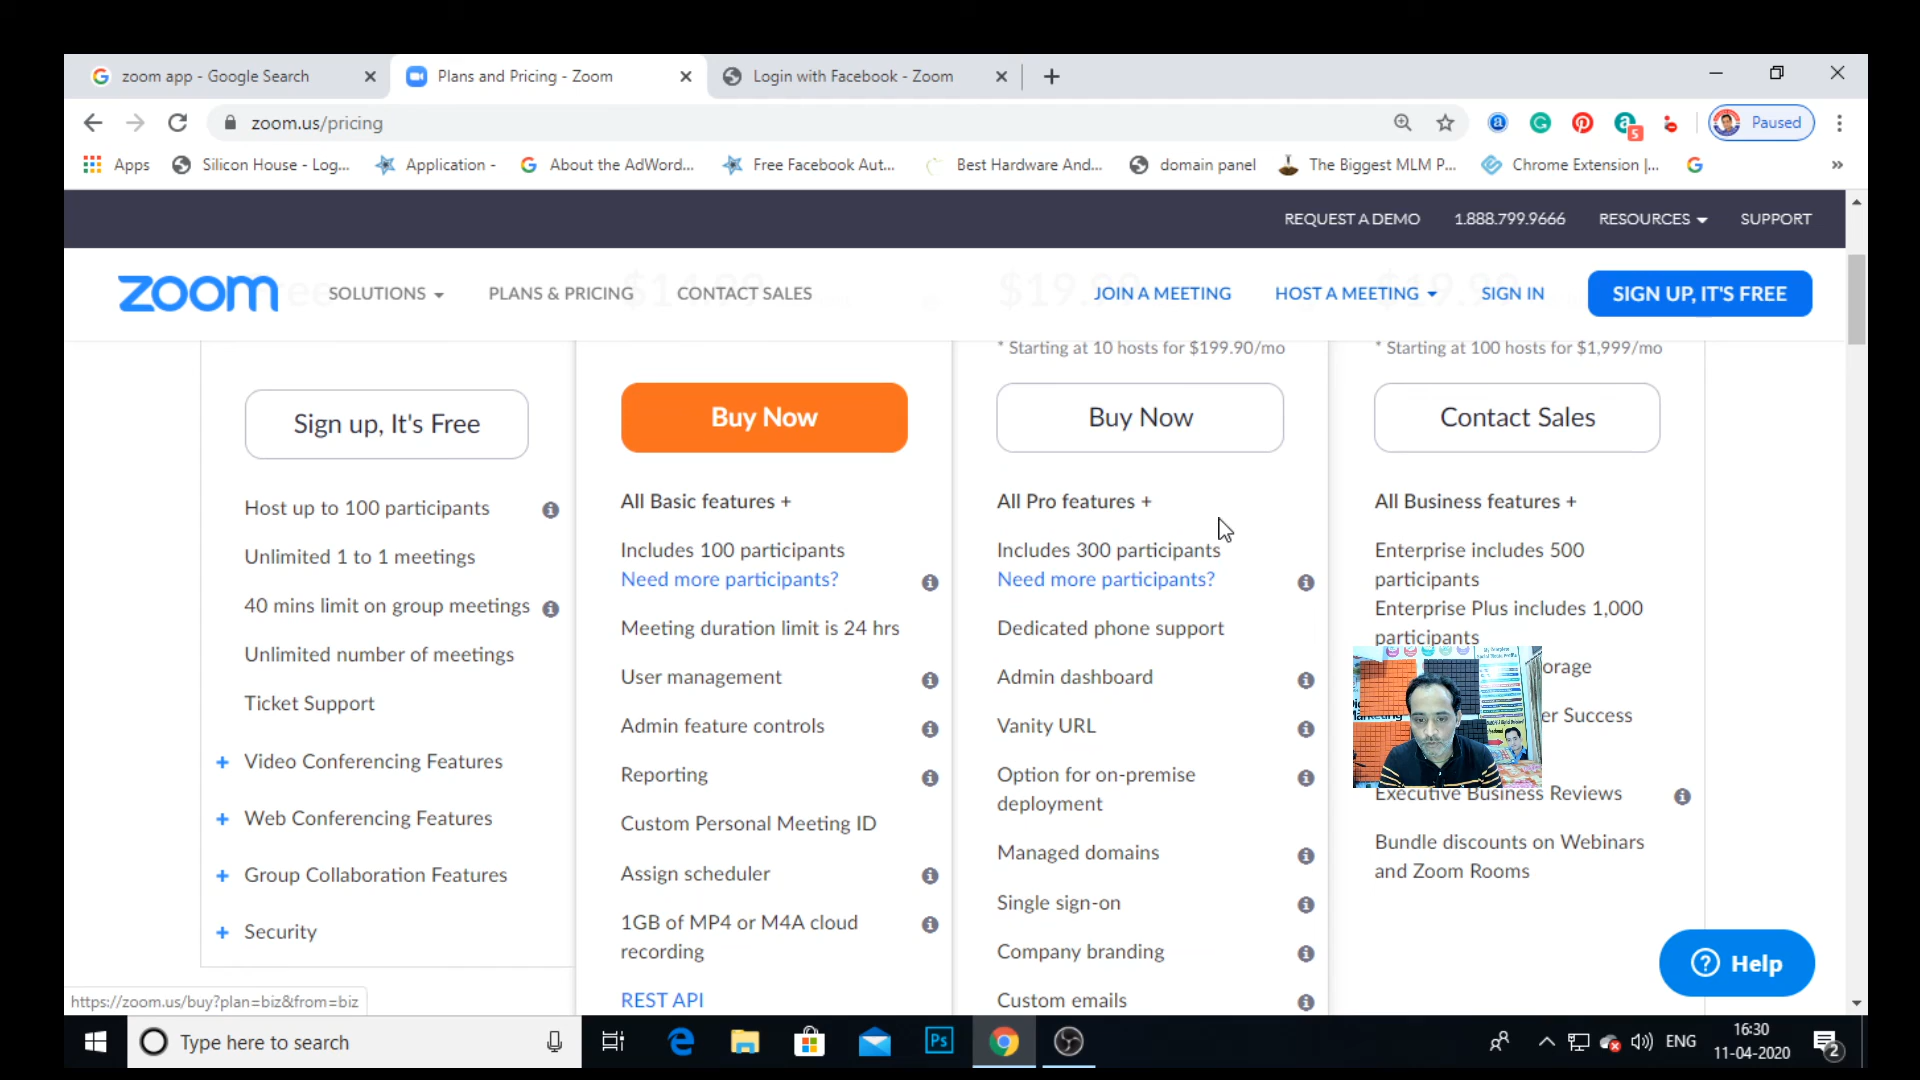 zoom app - Google Search
Plans and Pricing - Zoom
Login with Facebook - Zoom
zoom.us/pricing
Paused
Apps
Silicon House - Log...
Application -
About the AdWord...
Free Facebook Aut...
Best Hardware And...
domain panel
The Biggest MLM P...
Chrome Extension |...
REQUEST A DEMO
1.888.799.9666
RESOURCES
SUPPORT
zoom
SOLUTIONS
PLANS & PRICING
CONTACT SALES
JOIN A MEETING
HOST A MEETING
SIGN IN
SIGN UP, IT'S FREE
* Starting at 10 hosts for $199.90/mo
* Starting at 100 hosts for $1,999/mo
Sign up, It's Free
Host up to 100 participants
Unlimited 1 to 1 meetings
40 mins limit on group meetings
Unlimited number of meetings
Ticket Support
+ Video Conferencing Features
+ Web Conferencing Features
+ Group Collaboration Features
+ Security
Buy Now
All Basic features +
Includes 100 participants
Need more participants?
Meeting duration limit is 24 hrs
User management
Admin feature controls
Reporting
Custom Personal Meeting ID
Assign scheduler
1GB of MP4 or M4A cloud
recording
REST API
Buy Now
All Pro features +
Includes 300 participants
Need more participants?
Dedicated phone support
Admin dashboard
Vanity URL
Option for on-premise
deployment
Managed domains
Single sign-on
Company branding
Custom emails
Contact Sales
All Business features +
Enterprise includes 500
participants
Enterprise Plus includes 1,000
participants
orage
er Success
Executive Business Reviews
Bundle discounts on Webinars
and Zoom Rooms
Help
https://zoom.us/buy?plan=biz&from=biz
Type here to search
Ps
ENG
16:30
11-04-2020
2